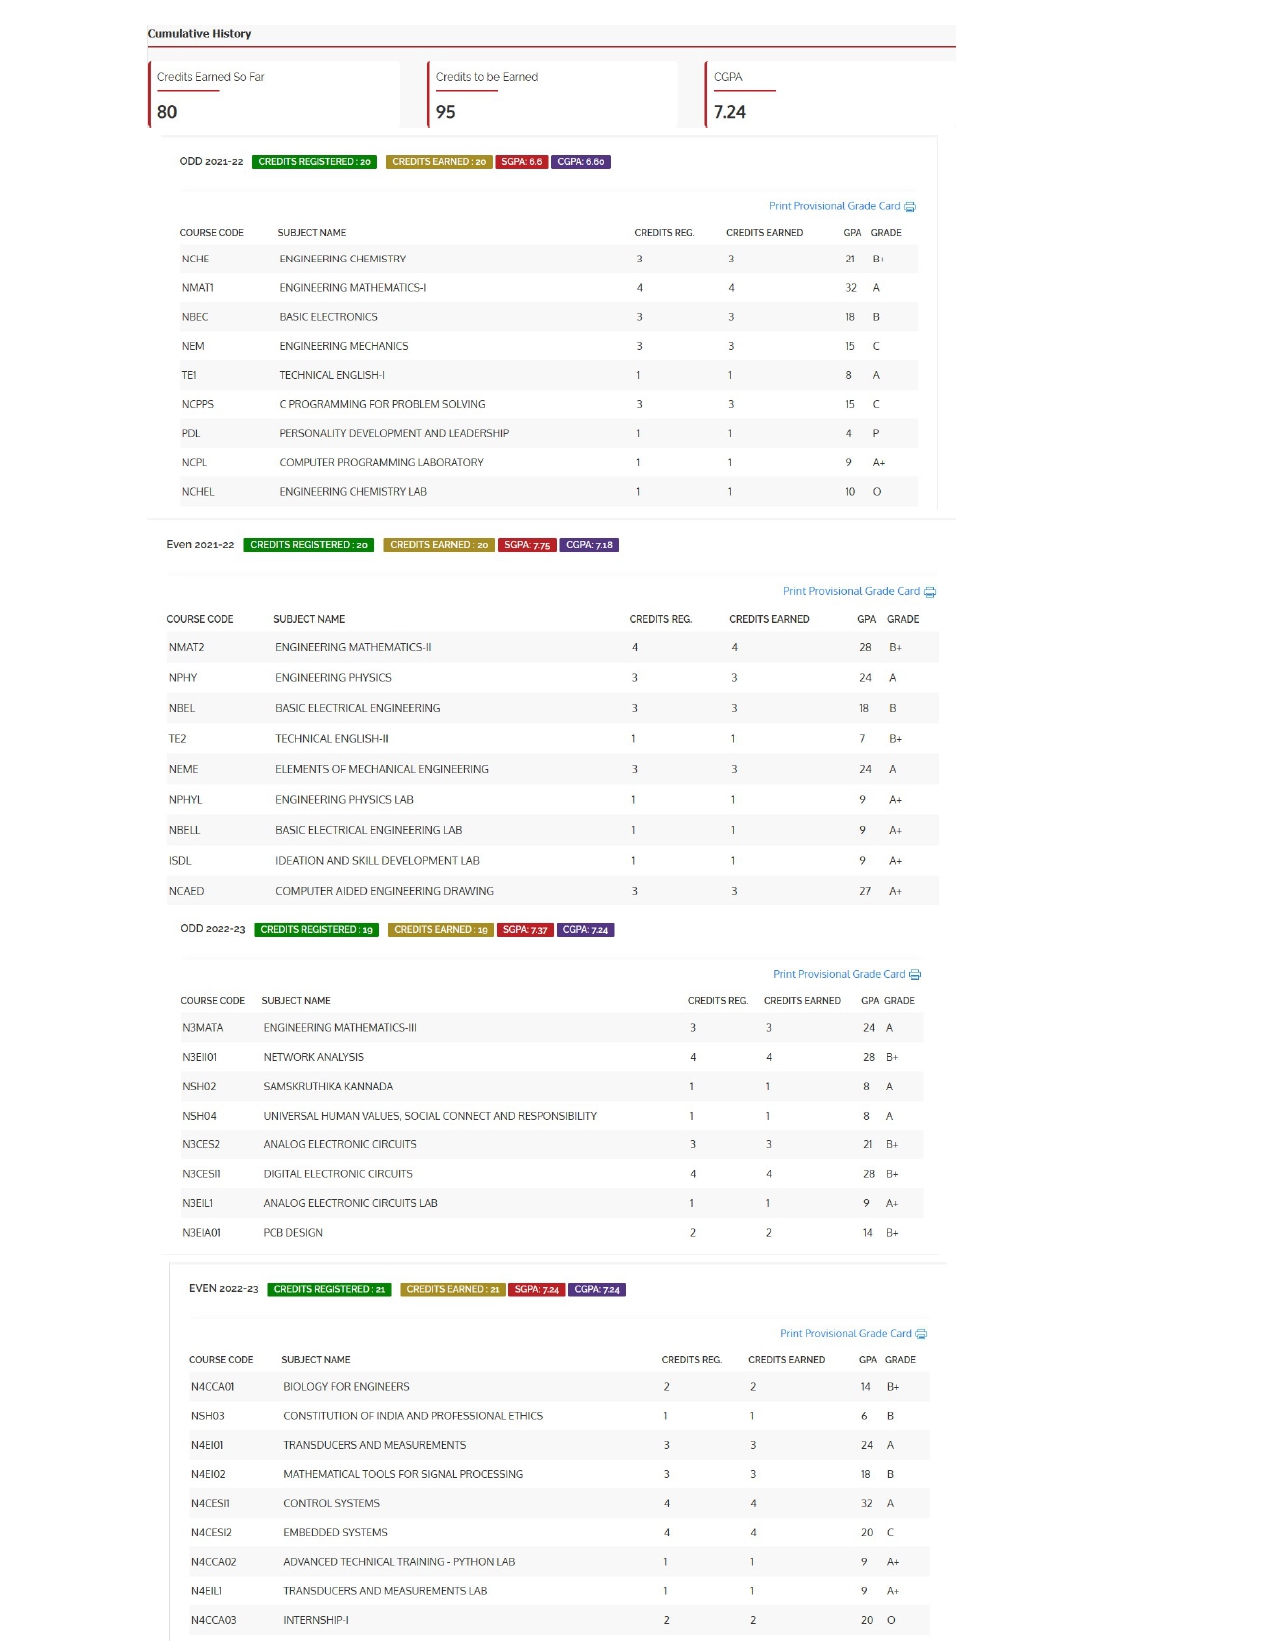 Cumulative History
Credits Earned So Far Credits to be Earned CGPA
80 95 7.24
ODD 2021-22 CREDITS REGISTERED : 20 CREDITS EARNED : 20 SGPA: 6.6 CGPA: 6.60
Print Provisional Grade Card
COURSE CODE SUBJECT NAME CREDITS REG. CREDITS EARNED GPA GRADE
NCHE ENGINEERING CHEMISTRY 3 3 21 B+
NMAT1 ENGINEERING MATHEMATICS-I 4 4 32 A
NBEC BASIC ELECTRONICS 3 3 18 B
NEM ENGINEERING MECHANICS 3 3 15 C
TE1 TECHNICAL ENGLISH-I 1 1 8 A
NCPPS C PROGRAMMING FOR PROBLEM SOLVING 3 3 15 C
PDL PERSONALITY DEVELOPMENT AND LEADERSHIP 1 1 4 P
NCPL COMPUTER PROGRAMMING LABORATORY 1 1 9 A+
NCHEL ENGINEERING CHEMISTRY LAB 1 1 10 O
Even 2021-22 CREDITS REGISTERED : 20 CREDITS EARNED : 20 SGPA: 7.75 CGPA: 7.18
Print Provisional Grade Card
COURSE CODE SUBJECT NAME CREDITS REG. CREDITS EARNED GPA GRADE
NMAT2 ENGINEERING MATHEMATICS-II 4 4 28 B+
NPHY ENGINEERING PHYSICS 3 3 24 A
NBEL BASIC ELECTRICAL ENGINEERING 3 3 18 B
TE2 TECHNICAL ENGLISH-II 1 1 7 B+
NEME ELEMENTS OF MECHANICAL ENGINEERING 3 3 24 A
NPHYL ENGINEERING PHYSICS LAB 1 1 9 A+
NBELL BASIC ELECTRICAL ENGINEERING LAB 1 1 9 A+
ISDL IDEATION AND SKILL DEVELOPMENT LAB 1 1 9 A+
NCAED COMPUTER AIDED ENGINEERING DRAWING 3 3 27 A+
ODD 2022-23 CREDITS REGISTERED : 19 CREDITS EARNED : 19 SGPA: 7.37 CGPA: 7.24
Print Provisional Grade Card
COURSE CODE SUBJECT NAME CREDITS REG. CREDITS EARNED GPA GRADE
N3MATA ENGINEERING MATHEMATICS-III 3 3 24 A
N3EII01 NETWORK ANALYSIS 4 4 28 B+
NSH02 SAMSKRUTHIKA KANNADA 1 1 8 A
NSH04 UNIVERSAL HUMAN VALUES, SOCIAL CONNECT AND RESPONSIBILITY 1 1 8 A
N3CES2 ANALOG ELECTRONIC CIRCUITS 3 3 21 B+
N3CESI1 DIGITAL ELECTRONIC CIRCUITS 4 4 28 B+
N3EIL1 ANALOG ELECTRONIC CIRCUITS LAB 1 1 9 A+
N3EIA01 PCB DESIGN 2 2 14 B+
EVEN 2022-23 CREDITS REGISTERED : 21 CREDITS EARNED : 21 SGPA: 7.24 CGPA: 7.24
Print Provisional Grade Card
COURSE CODE SUBJECT NAME CREDITS REG. CREDITS EARNED GPA GRADE
N4CCA01 BIOLOGY FOR ENGINEERS 2 2 14 B+
NSH03 CONSTITUTION OF INDIA AND PROFESSIONAL ETHICS 1 1 6 B
N4EI01 TRANSDUCERS AND MEASUREMENTS 3 3 24 A
N4EI02 MATHEMATICAL TOOLS FOR SIGNAL PROCESSING 3 3 18 B
N4CESI1 CONTROL SYSTEMS 4 4 32 A
N4CESI2 EMBEDDED SYSTEMS 4 4 20 C
N4CCA02 ADVANCED TECHNICAL TRAINING - PYTHON LAB 1 1 9 A+
N4EIL1 TRANSDUCERS AND MEASUREMENTS LAB 1 1 9 A+
N4CCA03 INTERNSHIP-I 2 2 20 O